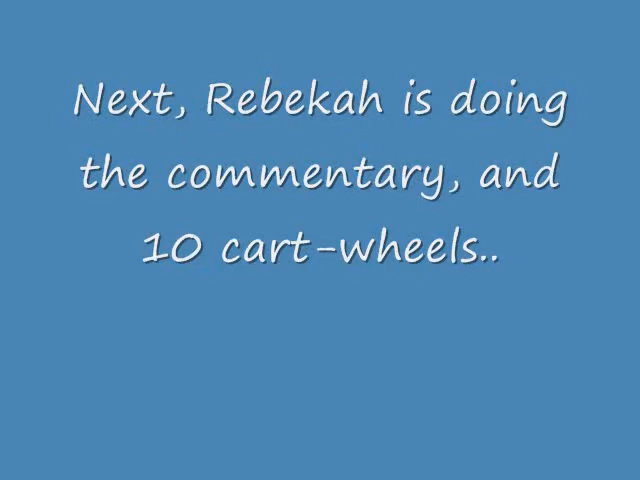 Next, Rebekah is doing
the commentary, and
10 cart-wheels..